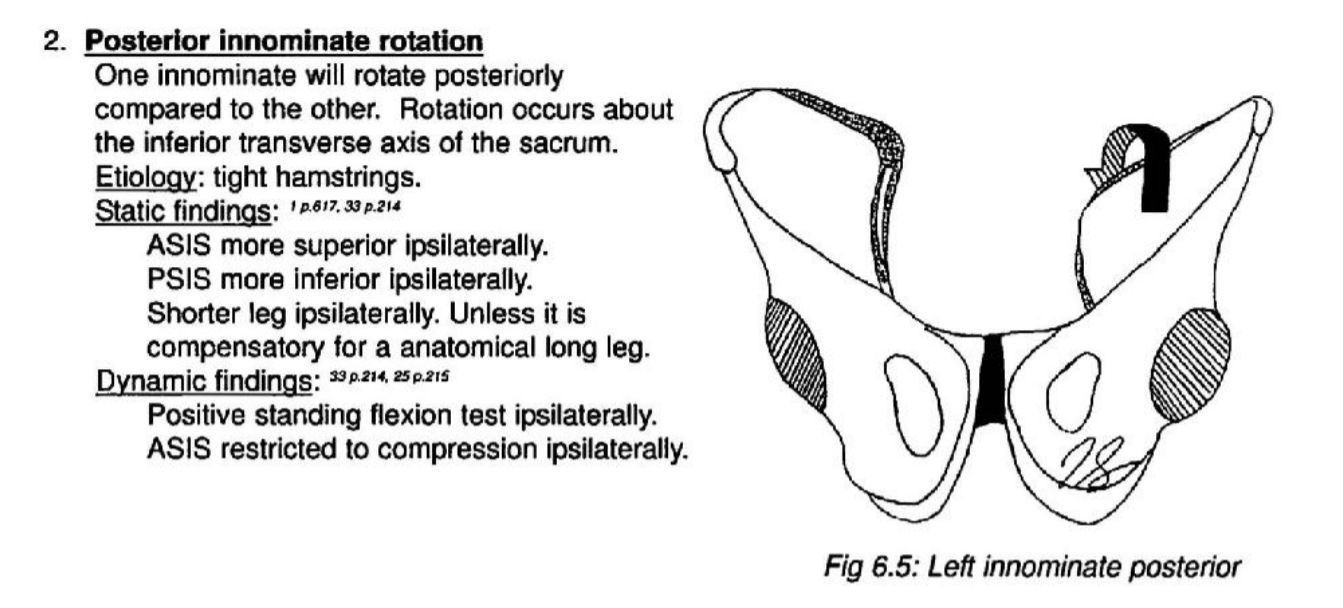 2. Posterior innominate rotation
One innominate will rotate posteriorly
compared to the other. Rotation occurs about
the inferior transverse axis of the sacrum.
Etiology: tight hamstrings.
Static findings: 1 p.617, 33 p.214
ASIS more superior ipsilaterally.
PSIS more inferior ipsilaterally.
Shorter leg ipsilaterally. Unless it is
compensatory for a anatomical long leg.
Dynamic findings: 33 p.214, 25 p.215
Positive standing flexion test ipsilaterally.
ASIS restricted to compression ipsilaterally.
Fig 6.5: Left innominate posterior